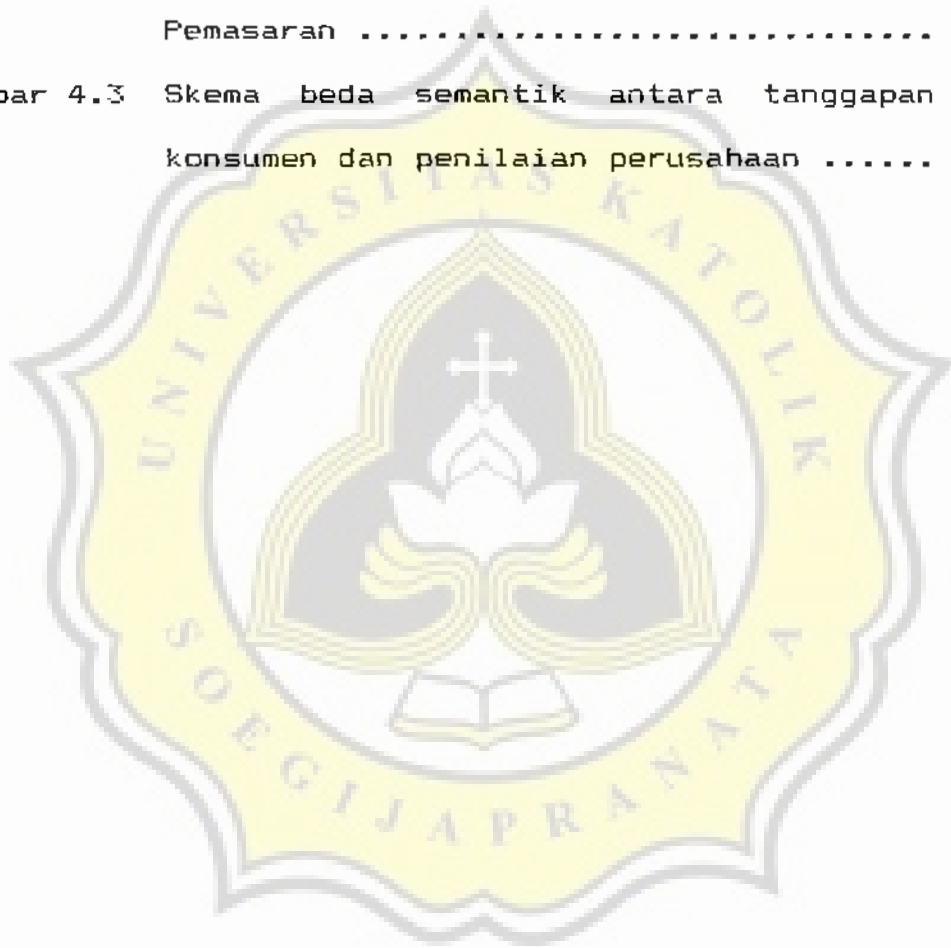 Pemasaran ..............................
bar 4.3 Skema beda semantik antara tanggapan
konsumen dan penilaian perusahaan ......
UNIVERSITAS KATOLIK
SOEGIJAPRANATA